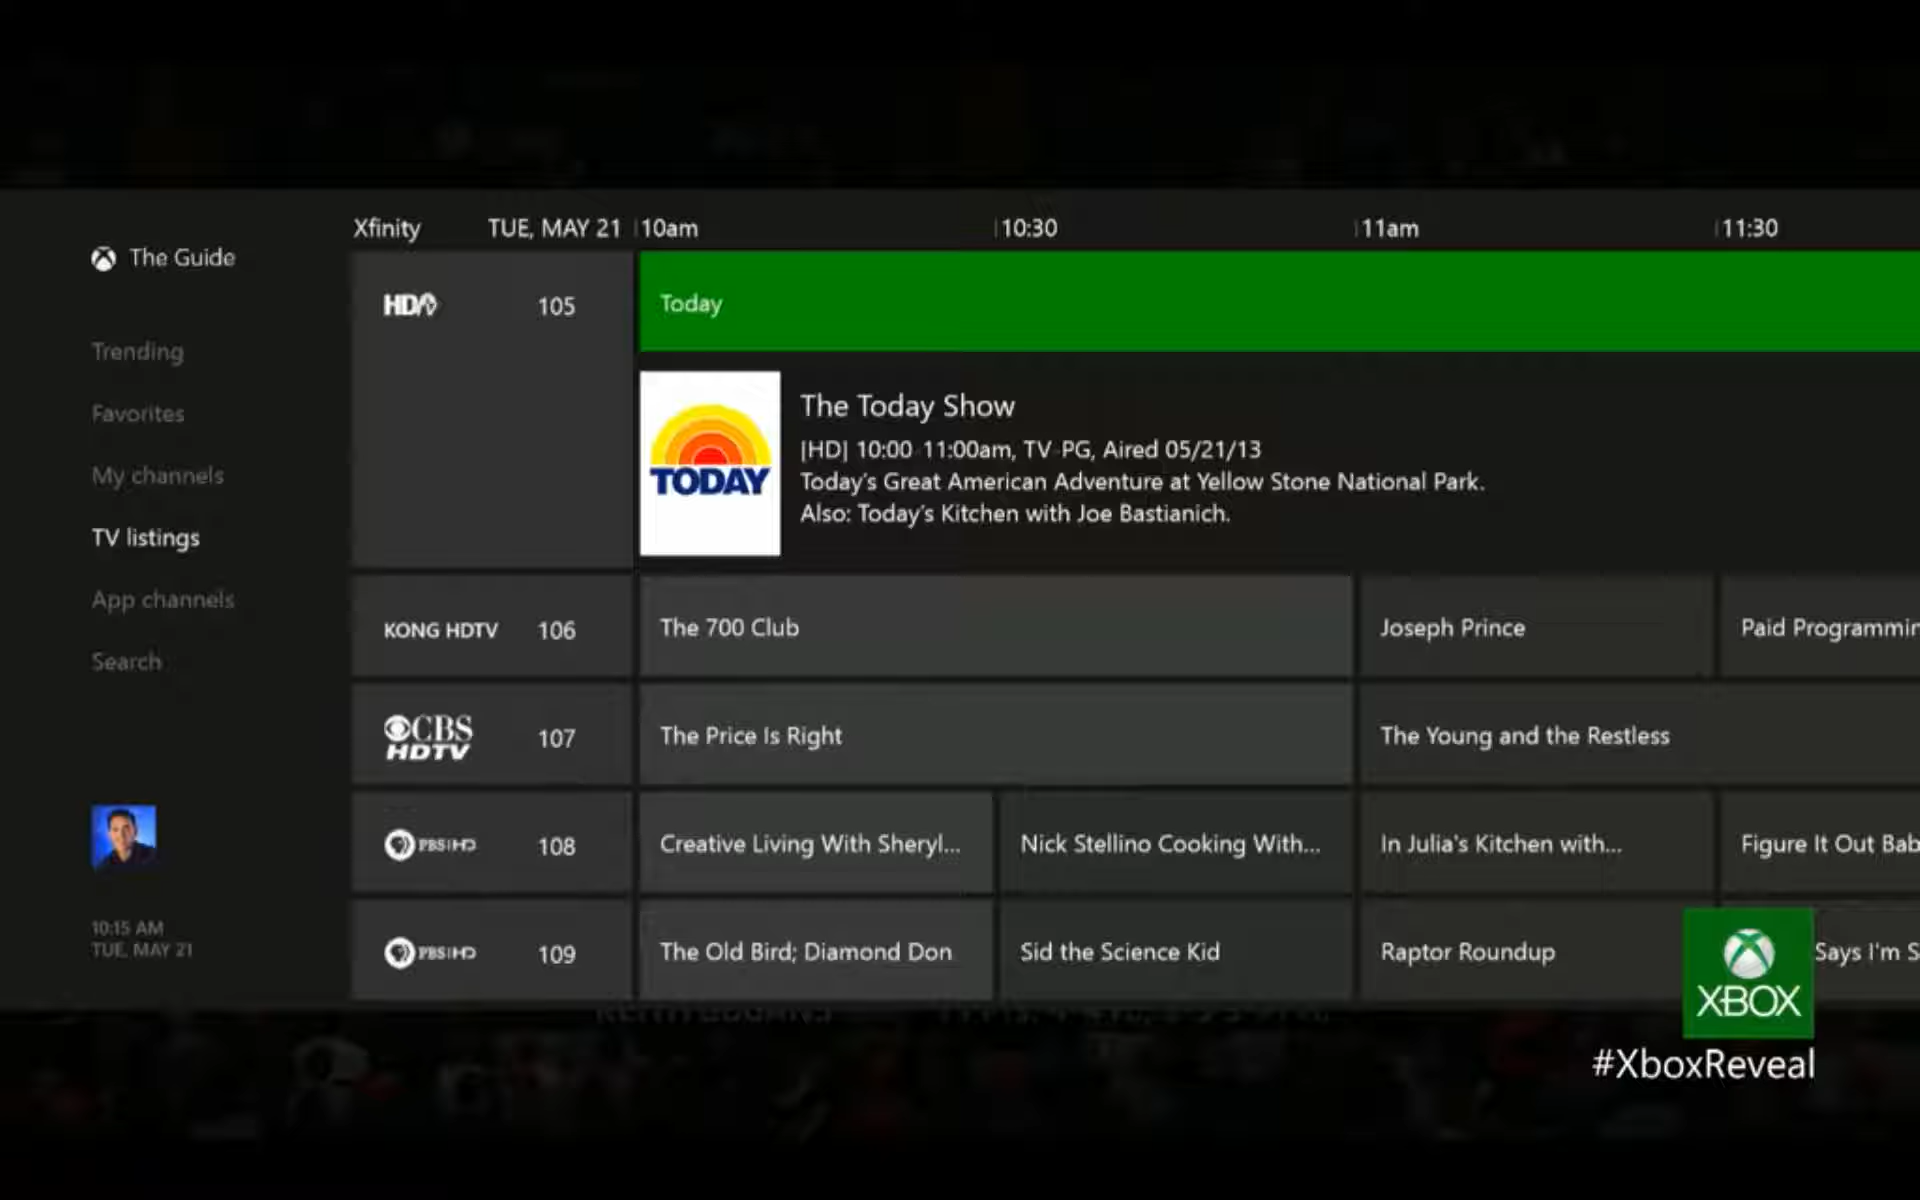 Xfinity TUE, MAY 21 10am 10:30 11am 11:30
The Guide
Trending
Favorites
My channels
TV listings
App channels
Search
10:15 AM
TUE, MAY 21
HD 105 Today
TODAY
The Today Show
[HD] 10:00-11:00am, TV-PG, Aired 05/21/13
Today's Great American Adventure at Yellow Stone National Park.
Also: Today's Kitchen with Joe Bastianich.
KONG HDTV 106 The 700 Club Joseph Prince Paid Programmin
CBS HDTV 107 The Price Is Right The Young and the Restless
PBS HD 108 Creative Living With Sheryl... Nick Stellino Cooking With... In Julia's Kitchen with... Figure It Out Bab
PBS HD 109 The Old Bird; Diamond Don Sid the Science Kid Raptor Roundup Says I'm S
XBOX
#XboxReveal